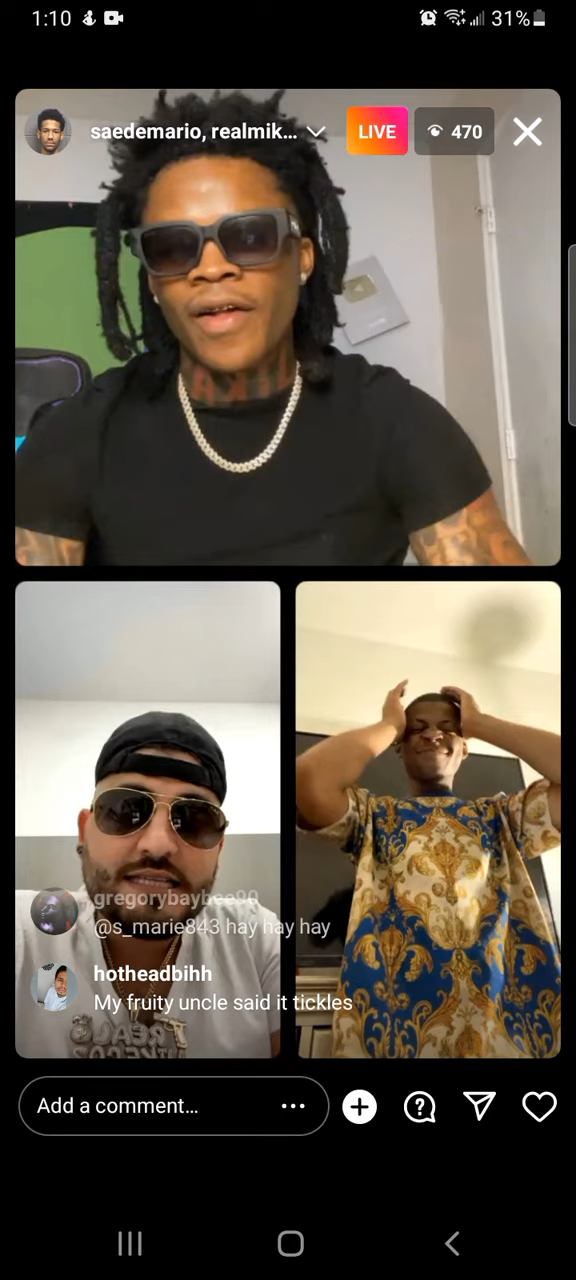 1:10
31%
saedemario, realmik...
LIVE
470
gregorybaybee90
@s_marie843 hay hay hay
hotheadbihh
My fruity uncle said it tickles
Add a comment...